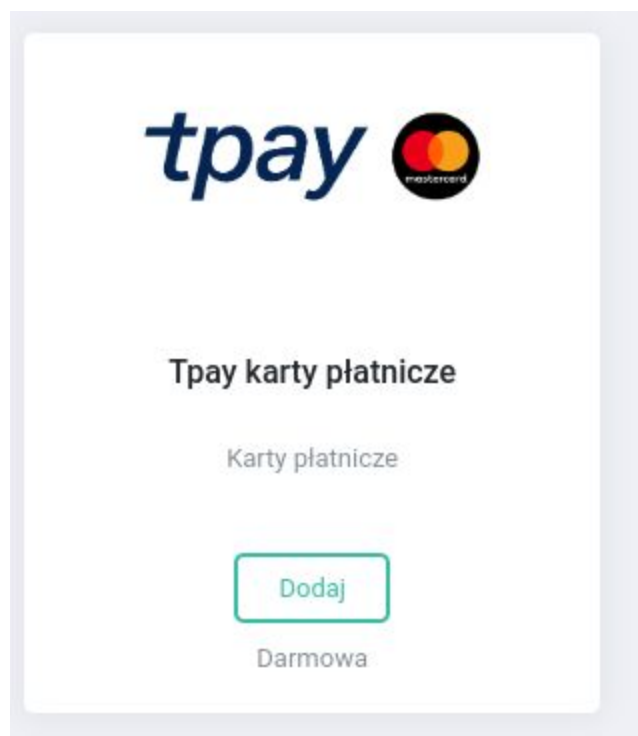 tpay mastercard
Tpay karty płatnicze
Karty płatnicze
Dodaj
Darmowa